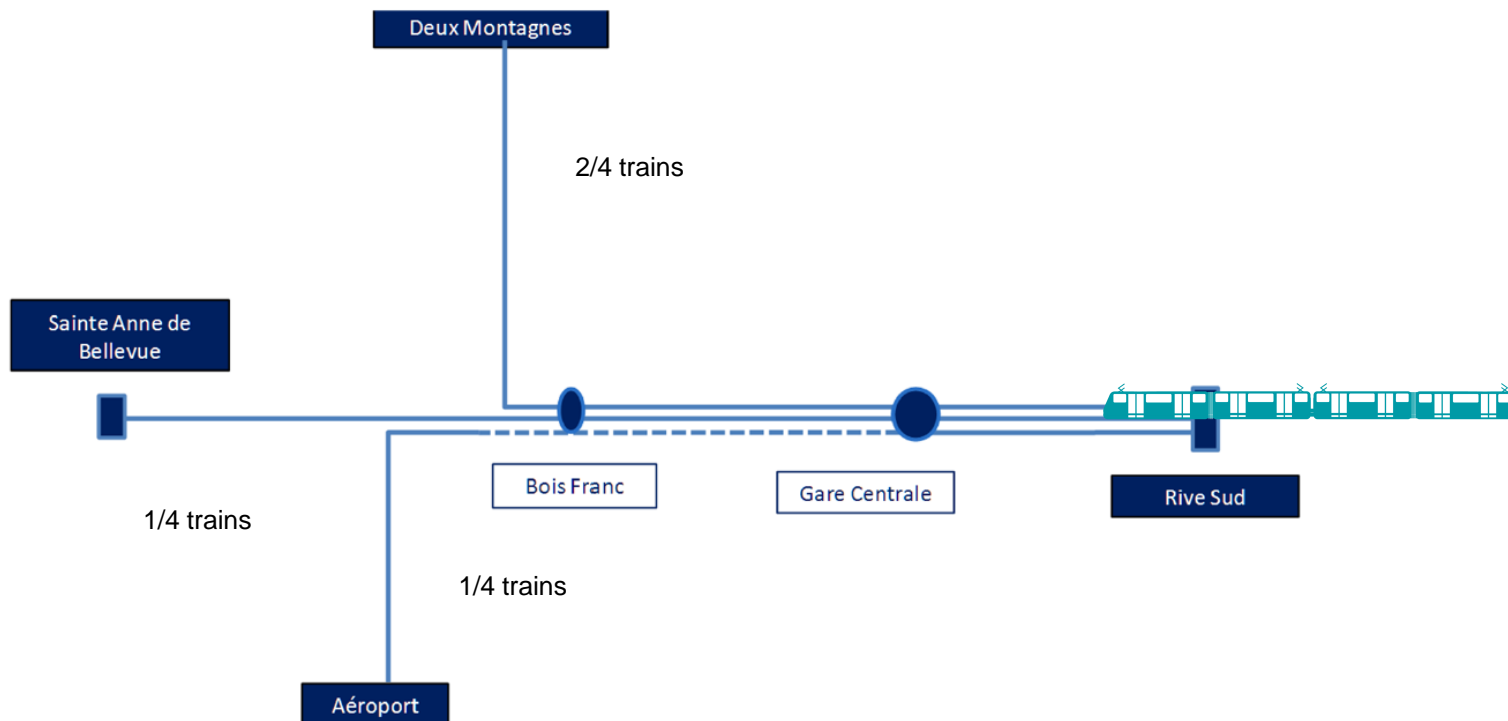 Deux Montagnes
2/4 trains
Sainte Anne de
Bellevue
Bois Franc
Gare Centrale
Rive Sud
1/4 trains
1/4 trains
Aéroport